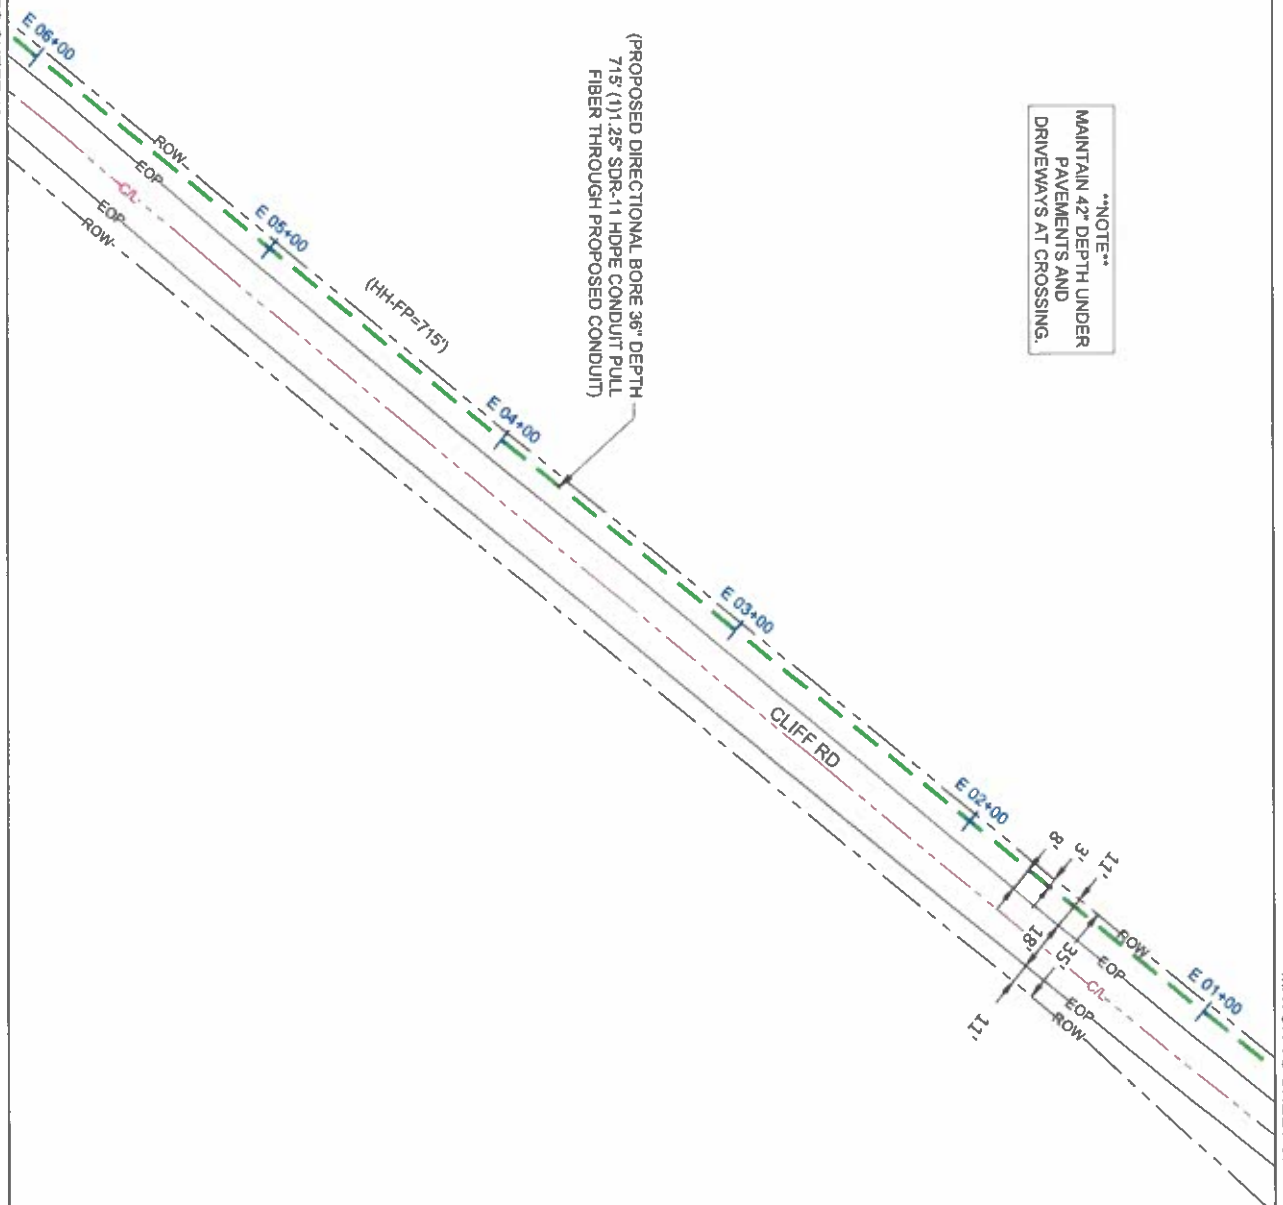 **NOTE**
MAINTAIN 42" DEPTH UNDER
PAVEMENTS AND
DRIVEWAYS AT CROSSING.
(PROPOSED DIRECTIONAL BORE 36" DEPTH
715' (1)1.25" SDR-11 HDPE CONDUIT PULL
FIBER THROUGH PROPOSED CONDUIT)
E 06+00
ROW
EOP
C/L
EOP
ROW
E 05+00
(HH-FP=715')
E 04+00
E 03+00
CLIFF RD
E 02+00
8'
3'
11'
18'
35'
11'
ROW
EOP
C/L
EOP
ROW
E 01+00